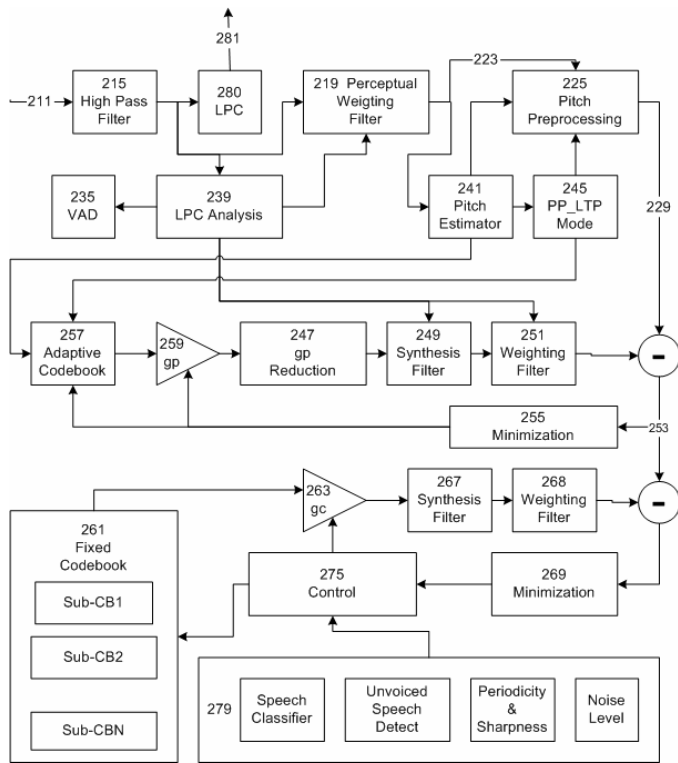 281
211
215
High Pass
Filter
280
LPC
219 Perceptual
Weigting
Filter
223
225
Pitch
Preprocessing
235
VAD
239
LPC Analysis
241
Pitch
Estimator
245
PP_LTP
Mode
229
257
Adaptive
Codebook
259
gp
247
gp
Reduction
249
Synthesis
Filter
251
Weighting
Filter
-
255
Minimization
253
263
gc
267
Synthesis
Filter
268
Weighting
Filter
-
261
Fixed
Codebook
Sub-CB1
Sub-CB2
Sub-CBN
275
Control
269
Minimization
279
Speech
Classifier
Unvoiced
Speech
Detect
Periodicity
&
Sharpness
Noise
Level